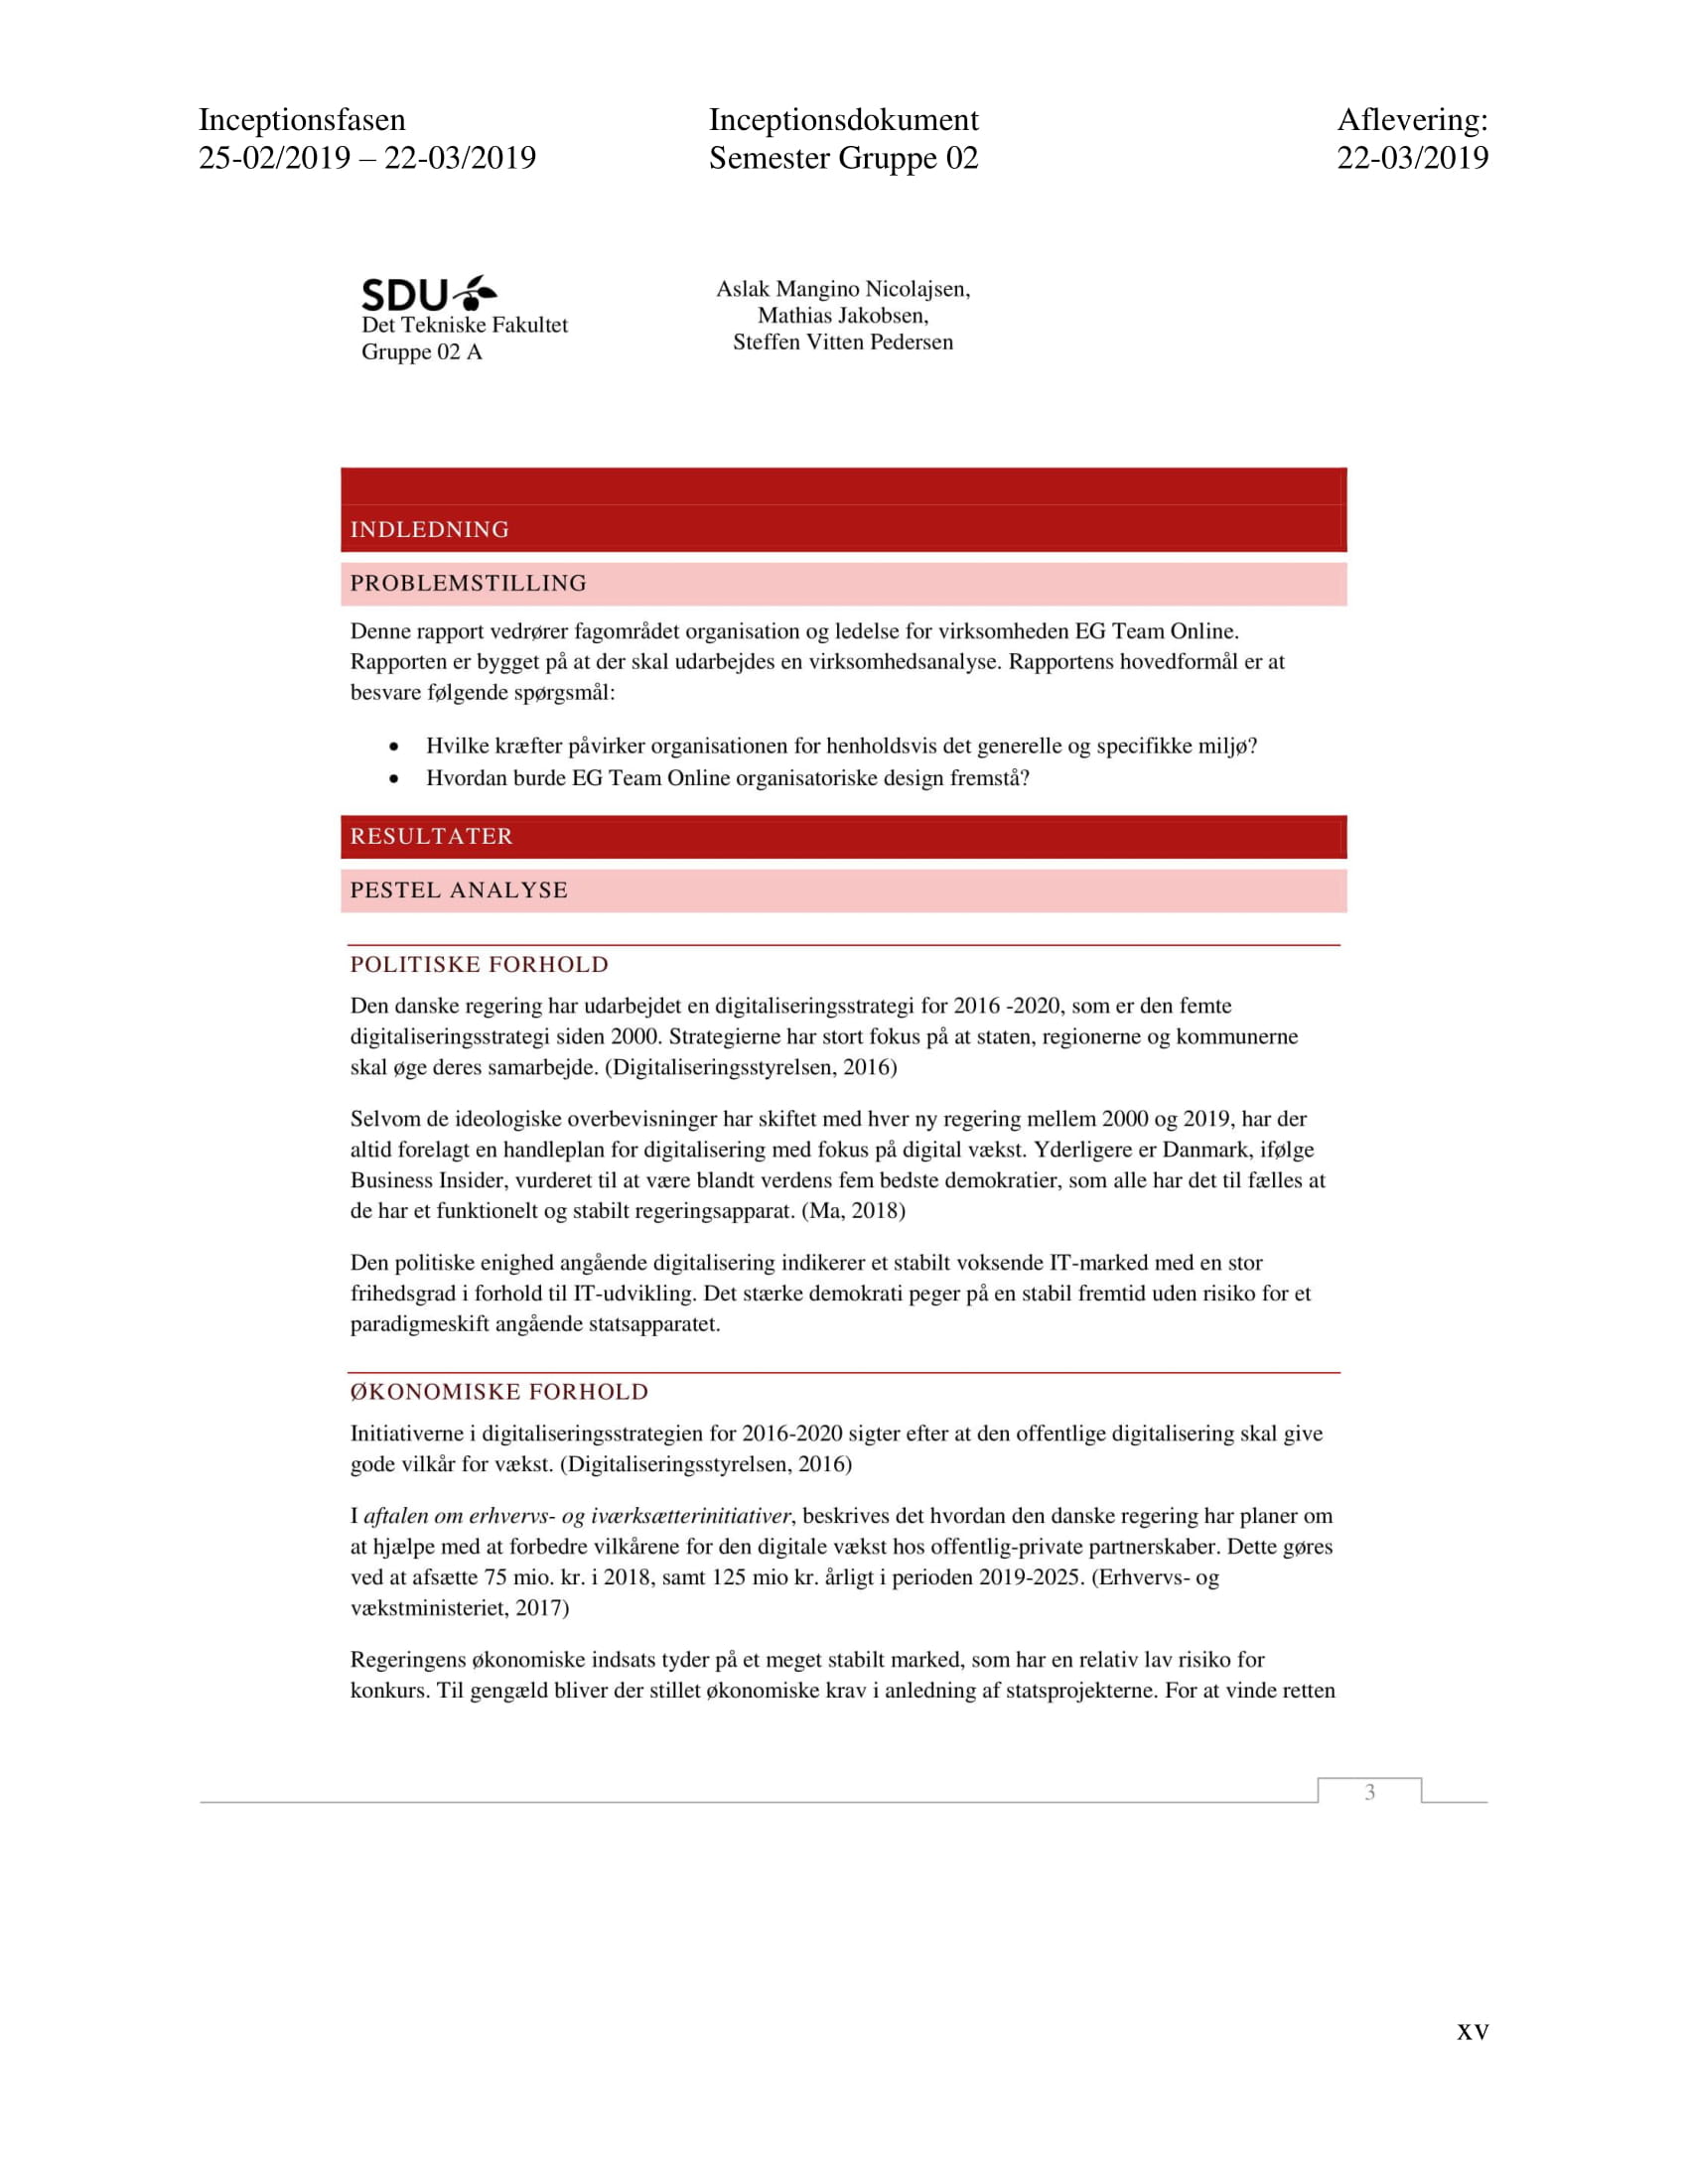 Inceptionsfasen
25-02/2019 – 22-03/2019
Inceptionsdokument
Semester Gruppe 02
Aflevering:
22-03/2019
SDU
Det Tekniske Fakultet
Gruppe 02 A
Aslak Mangino Nicolajsen,
Mathias Jakobsen,
Steffen Vitten Pedersen
INDLEDNING
PROBLEMSTILLING
Denne rapport vedrører fagområdet organisation og ledelse for virksomheden EG Team Online.
Rapporten er bygget på at der skal udarbejdes en virksomhedsanalyse. Rapportens hovedformål er at
besvare følgende spørgsmål:
• Hvilke kræfter påvirker organisationen for henholdsvis det generelle og specifikke miljø?
• Hvordan burde EG Team Online organisatoriske design fremstå?
RESULTATER
PESTEL ANALYSE
POLITISKE FORHOLD
Den danske regering har udarbejdet en digitaliseringsstrategi for 2016 -2020, som er den femte
digitaliseringsstrategi siden 2000. Strategierne har stort fokus på at staten, regionerne og kommunerne
skal øge deres samarbejde. (Digitaliseringsstyrelsen, 2016)
Selvom de ideologiske overbevisninger har skiftet med hver ny regering mellem 2000 og 2019, har der
altid forelagt en handleplan for digitalisering med fokus på digital vækst. Yderligere er Danmark, ifølge
Business Insider, vurderet til at være blandt verdens fem bedste demokratier, som alle har det til fælles at
de har et funktionelt og stabilt regeringsapparat. (Ma, 2018)
Den politiske enighed angående digitalisering indikerer et stabilt voksende IT-marked med en stor
frihedsgrad i forhold til IT-udvikling. Det stærke demokrati peger på en stabil fremtid uden risiko for et
paradigmeskift angående statsapparatet.
ØKONOMISKE FORHOLD
Initiativerne i digitaliseringsstrategien for 2016-2020 sigter efter at den offentlige digitalisering skal give
gode vilkår for vækst. (Digitaliseringsstyrelsen, 2016)
I aftalen om erhvervs- og iværksætterinitiativer, beskrives det hvordan den danske regering har planer om
at hjælpe med at forbedre vilkårene for den digitale vækst hos offentlig-private partnerskaber. Dette gøres
ved at afsætte 75 mio. kr. i 2018, samt 125 mio kr. årligt i perioden 2019-2025. (Erhvervs- og
vækstministeriet, 2017)
Regeringens økonomiske indsats tyder på et meget stabilt marked, som har en relativ lav risiko for
konkurs. Til gengæld bliver der stillet økonomiske krav i anledning af statsprojekterne. For at vinde retten
3
xv